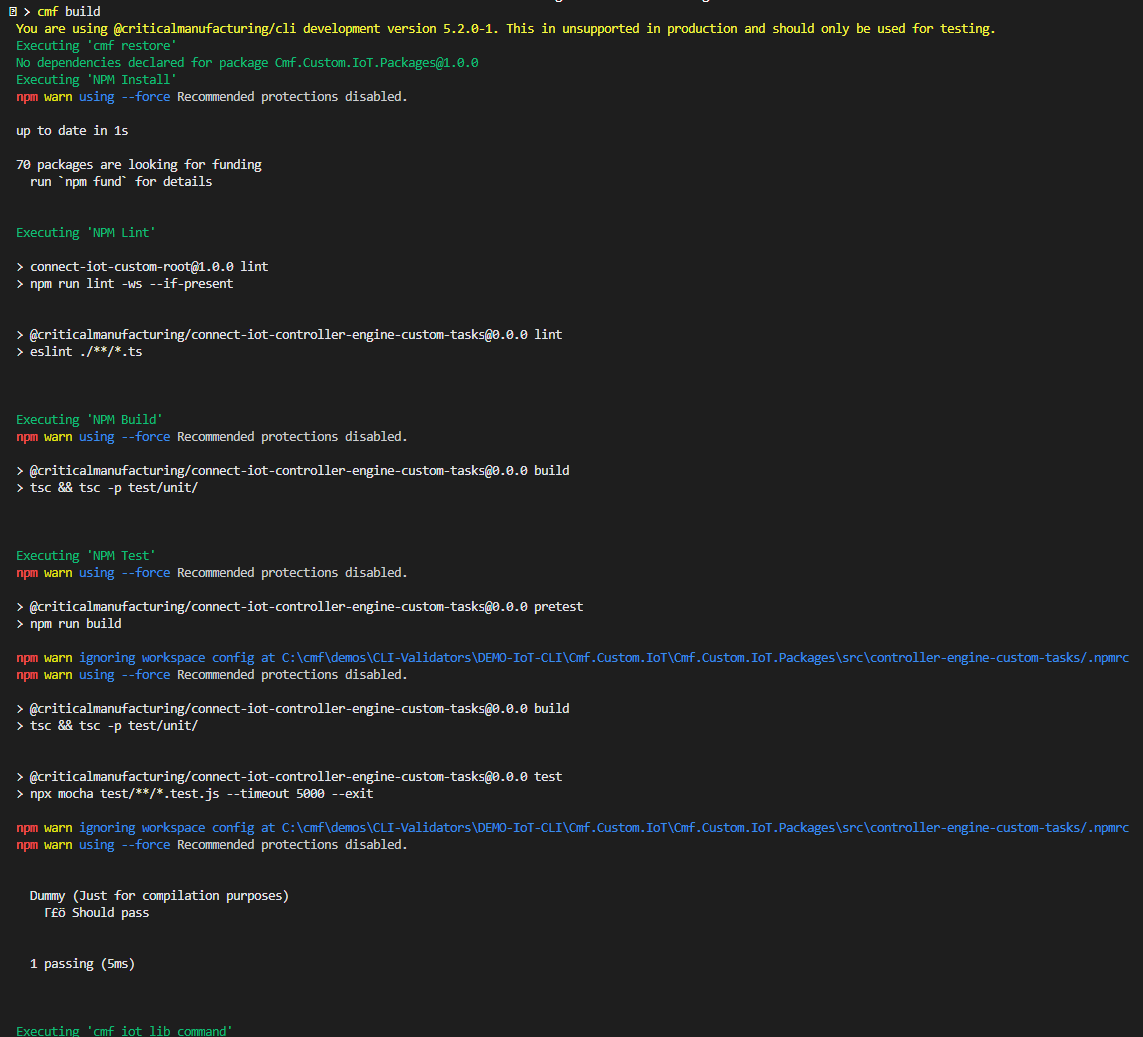 > cmf build
You are using @criticalmanufacturing/cli development version 5.2.0-1. This in unsupported in production and should only be used for testing.
Executing 'cmf restore'
No dependencies declared for package Cmf.Custom.IoT.Packages@1.0.0
Executing 'NPM Install'
npm warn using --force Recommended protections disabled.
up to date in 1s
70 packages are looking for funding
run `npm fund` for details
Executing 'NPM Lint'
> connect-iot-custom-root@1.0.0 lint
> npm run lint -ws --if-present
> @criticalmanufacturing/connect-iot-controller-engine-custom-tasks@0.0.0 lint
> eslint ./**/*.ts
Executing 'NPM Build'
npm warn using --force Recommended protections disabled.
> @criticalmanufacturing/connect-iot-controller-engine-custom-tasks@0.0.0 build
> tsc && tsc -p test/unit/
Executing 'NPM Test'
npm warn using --force Recommended protections disabled.
> @criticalmanufacturing/connect-iot-controller-engine-custom-tasks@0.0.0 pretest
> npm run build
npm warn ignoring workspace config at C:\cmf\demos\CLI-Validators\DEMO-IoT-CLI\Cmf.Custom.IoT\Cmf.Custom.IoT.Packages\src\controller-engine-custom-tasks/.npmrc
npm warn using --force Recommended protections disabled.
> @criticalmanufacturing/connect-iot-controller-engine-custom-tasks@0.0.0 build
> tsc && tsc -p test/unit/
> @criticalmanufacturing/connect-iot-controller-engine-custom-tasks@0.0.0 test
> npx mocha test/**/*.test.js --timeout 5000 --exit
npm warn ignoring workspace config at C:\cmf\demos\CLI-Validators\DEMO-IoT-CLI\Cmf.Custom.IoT\Cmf.Custom.IoT.Packages\src\controller-engine-custom-tasks/.npmrc
npm warn using --force Recommended protections disabled.
Dummy (Just for compilation purposes)
Γ£ö Should pass
1 passing (5ms)
Executing 'cmf iot lib command'